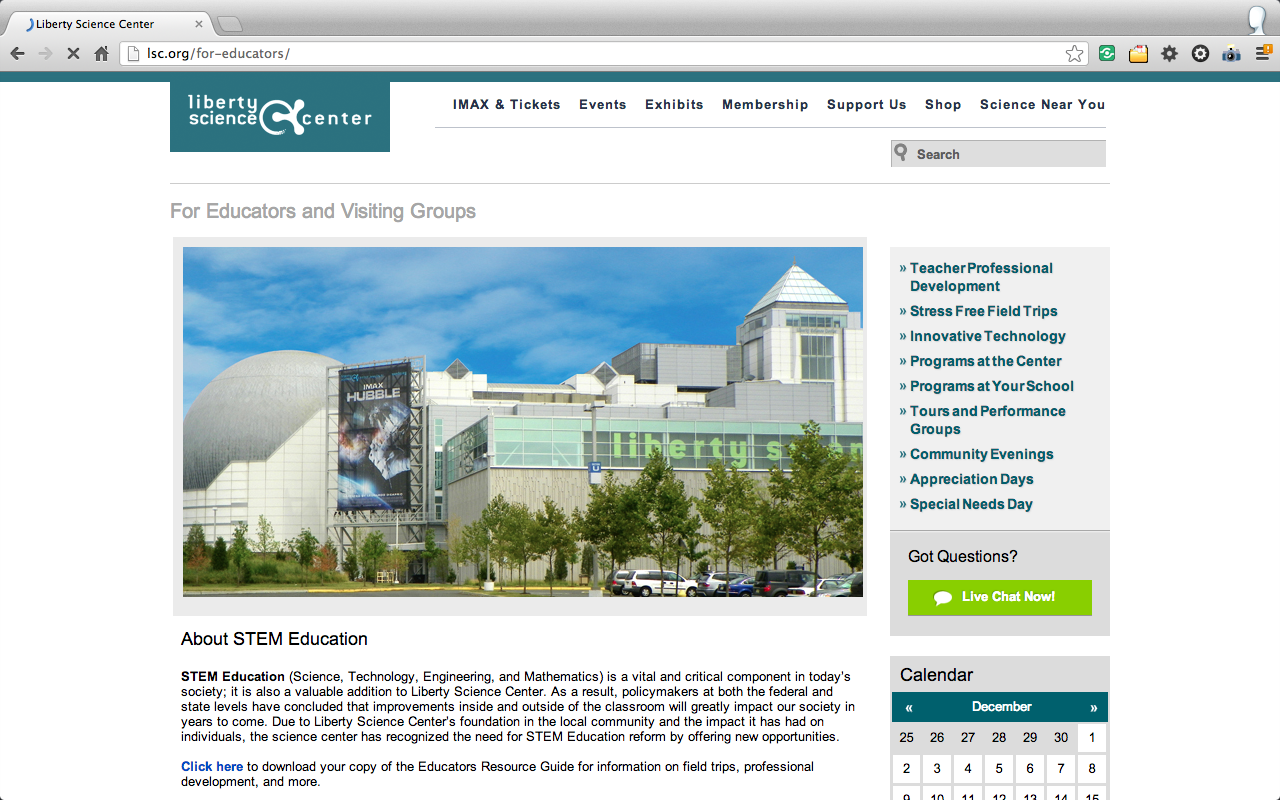 Liberty Science Center
lsc.org/for-educators/
liberty
science center
IMAX & Tickets Events Exhibits Membership Support Us Shop Science Near You
Search
For Educators and Visiting Groups
IMAX
HUBBLE
liberty scien
» Teacher Professional
Development
» Stress Free Field Trips
» Innovative Technology
» Programs at the Center
» Programs at Your School
» Tours and Performance
Groups
» Community Evenings
» Appreciation Days
» Special Needs Day
Got Questions?
Live Chat Now!
About STEM Education
STEM Education (Science, Technology, Engineering, and Mathematics) is a vital and critical component in today's
society; it is also a valuable addition to Liberty Science Center. As a result, policymakers at both the federal and
state levels have concluded that improvements inside and outside of the classroom will greatly impact our society in
years to come. Due to Liberty Science Center's foundation in the local community and the impact it has had on
individuals, the science center has recognized the need for STEM Education reform by offering new opportunities.
Click here to download your copy of the Educators Resource Guide for information on field trips, professional
development, and more.
Calendar
« December »
25 26 27 28 29 30 1
2 3 4 5 6 7 8
9 10 11 12 13 14 15